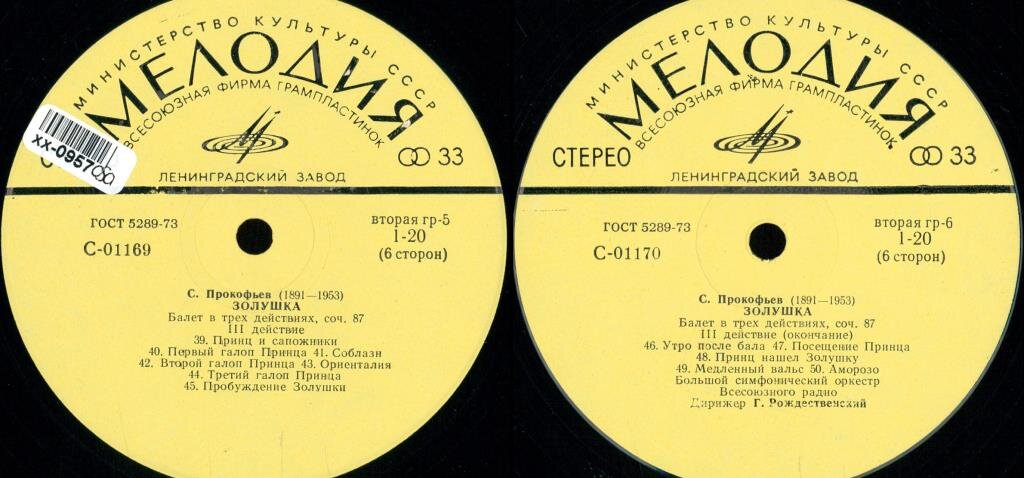 МИНИСТЕРСТВО КУЛЬТУРЫ СССР
МЕЛОДИЯ
ВСЕСОЮЗНАЯ ФИРМА ГРАМПЛАСТИНОК
XX-0957080
33
ЛЕНИНГРАДСКИЙ ЗАВОД
ГОСТ 5289-73
С-01169
вторая гр-5
1-20
(6 сторон)
С. Прокофьев (1891—1953)
ЗОЛУШКА
Балет в трех действиях, соч. 87
III действие
39. Принц и сапожники
40. Первый галоп Принца 41. Соблазн
42. Второй галоп Принца 43. Ориенталия
44. Третий галоп Принца
45. Пробуждение Золушки
МИНИСТЕРСТВО КУЛЬТУРЫ СССР
МЕЛОДИЯ
ВСЕСОЮЗНАЯ ФИРМА ГРАМПЛАСТИНОК
СТЕРЕО
33
ЛЕНИНГРАДСКИЙ ЗАВОД
ГОСТ 5289-73
С-01170
вторая гр-6
1-20
(6 сторон)
С. Прокофьев (1891—1953)
ЗОЛУШКА
Балет в трех действиях, соч. 87
III действие (окончание)
46. Утро после бала 47. Посещение Принца
48. Принц нашел Золушку
49. Медленный вальс 50. Аморозо
Большой симфонический оркестр
Всесоюзного радио
Дирижер Г. Рождественский